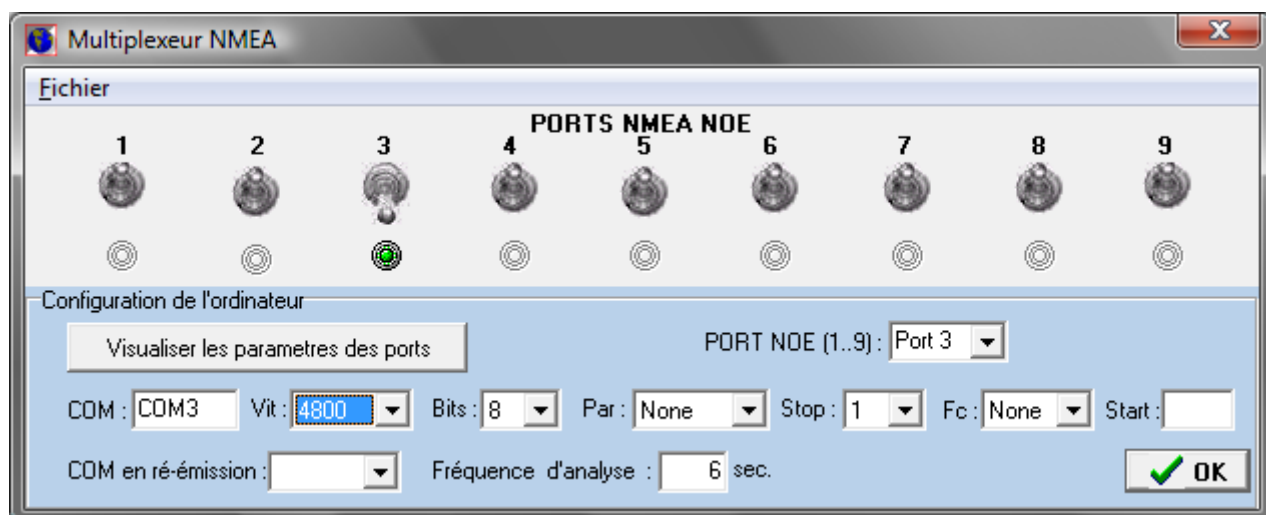 Multiplexeur NMEA
Fichier
PORTS NMEA NOE
1 2 3 4 5 6 7 8 9
Configuration de l'ordinateur
Visualiser les parametres des ports PORT NOE (1..9) : Port 3
COM : COM3 Vit : 4800 Bits : 8 Par : None Stop : 1 Fc : None Start :
COM en ré-émission : Fréquence d'analyse : 6 sec. OK